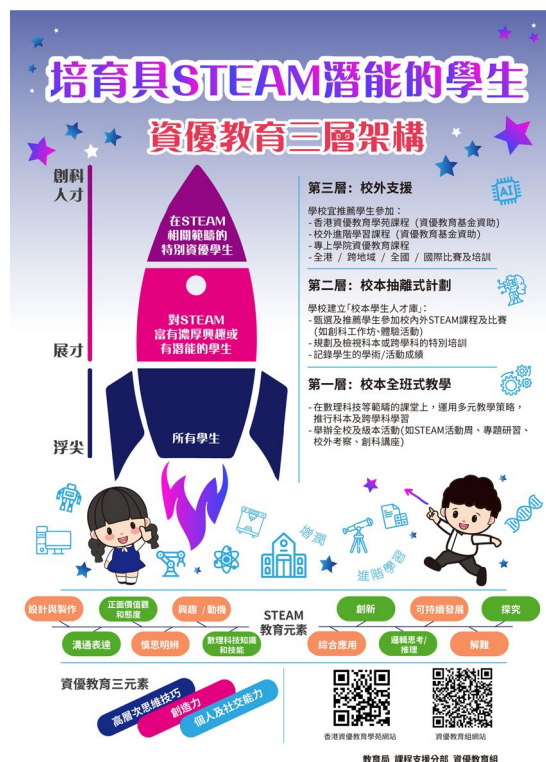 培育具STEAM潛能的學生
資優教育三層架構
創科
人才
展才
浮尖
在STEAM
相關範疇的
特別資優學生
對STEAM
富有濃厚興趣或
有潛能的學生
所有學生
第三層：校外支援
學校宜推薦學生參加：
-香港資優教育學苑課程（資優教育基金資助）
-校外進階學習課程（資優教育基金資助）
-專上學院資優教育課程
-全港 / 跨地域 / 全國 / 國際比賽及培訓
AI
第二層：校本抽離式計劃
學校建立「校本學生人才庫」：
-甄選及推薦學生參加校內外STEAM課程及比賽
(如創科工作坊、體驗活動)
-規劃及檢視科本或跨學科的特別培訓
-記錄學生的學術/活動成績
第一層：校本全班式教學
-在數理科技等範疇的課堂上，運用多元教學策略，
推行科本及跨學科學習
-舉辦全校及級本活動(如STEAM活動周、專題研習、
校外考察、創科講座)
增潤
進階學習
設計與製作
正面價值觀
和態度
興趣 / 動機
溝通表達
慎思明辨
數理科技知識
和技能
STEAM
教育元素
創新
可持續發展
探究
綜合應用
邏輯思考/
推理
解難
資優教育三元素
高層次思維技巧
創造力
個人及社交能力
香港資優教育學苑網站
資優教育組網站
教育局 課程支援分部 資優教育組